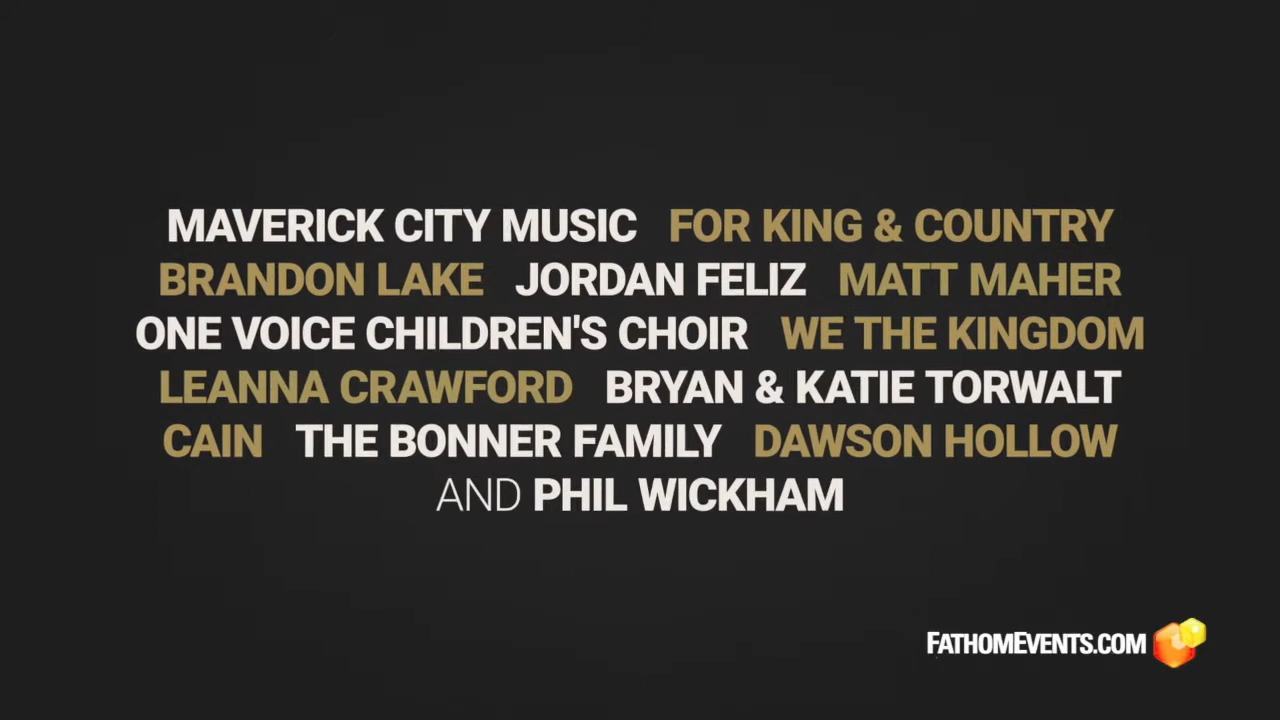 MAVERICK CITY MUSIC FOR KING & COUNTRY
BRANDON LAKE JORDAN FELIZ MATT MAHER
ONE VOICE CHILDREN'S CHOIR WE THE KINGDOM
LEANNA CRAWFORD BRYAN & KATIE TORWALT
CAIN THE BONNER FAMILY DAWSON HOLLOW
AND PHIL WICKHAM
FATHOMEVENTS.COM